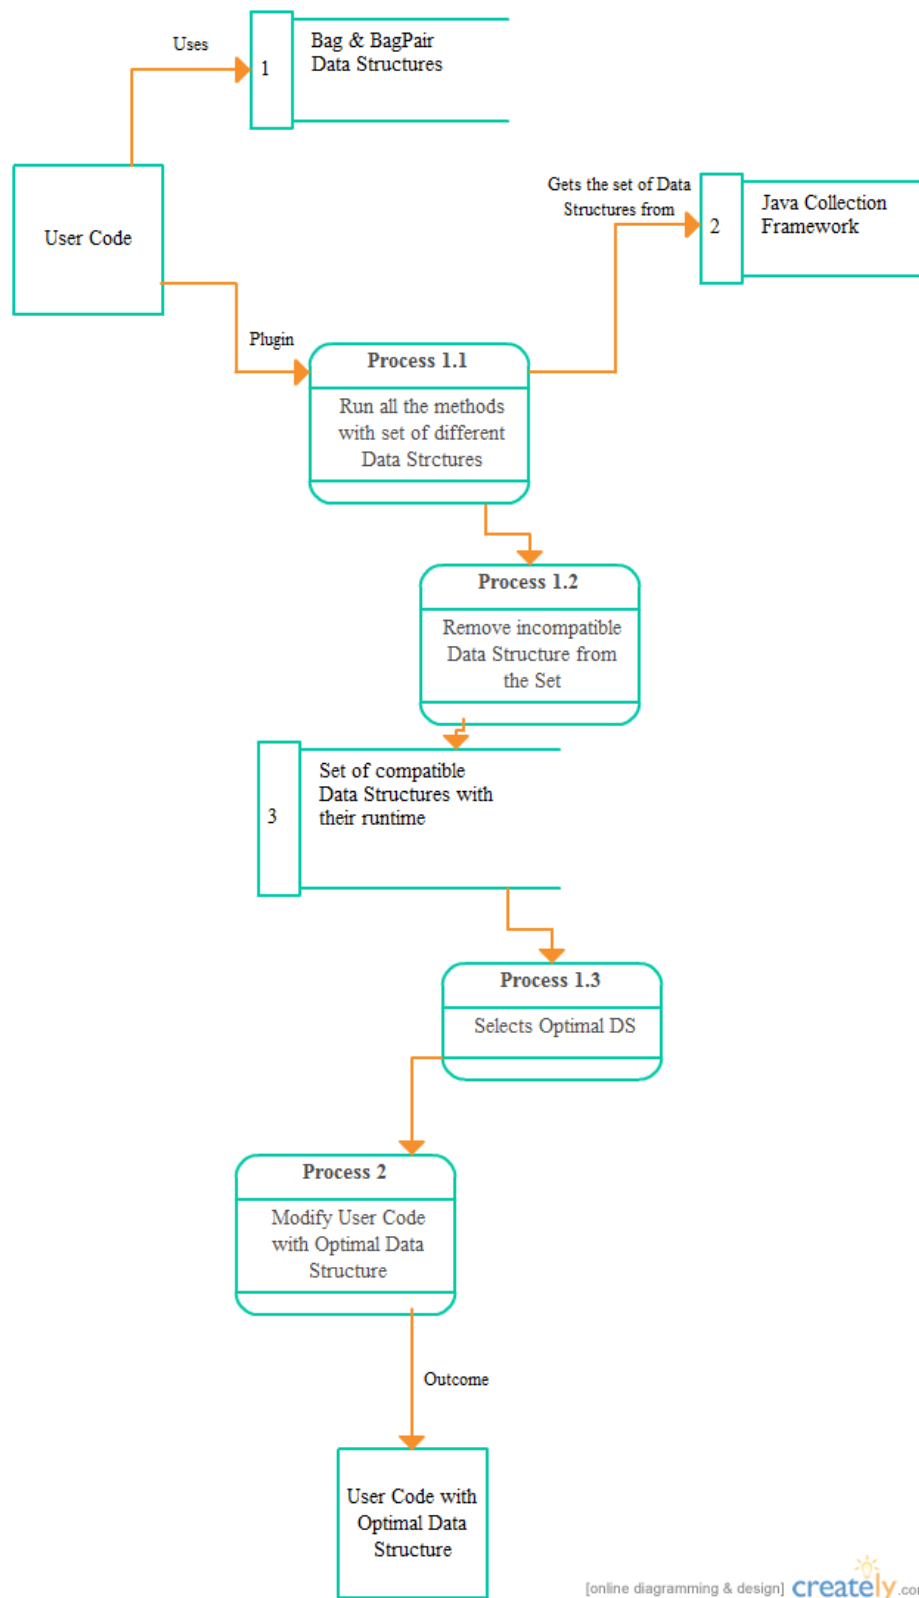 Uses
1
Bag & BagPair
Data Structures
User Code
Gets the set of Data
Structures from
2
Java Collection
Framework
Plugin
Process 1.1
Run all the methods
with set of different
Data Strctures
Process 1.2
Remove incompatible
Data Structure from
the Set
3
Set of compatible
Data Structures with
their runtime
Process 1.3
Selects Optimal DS
Process 2
Modify User Code
with Optimal Data
Structure
Outcome
User Code with
Optimal Data
Structure
[online diagramming & design] creately.com